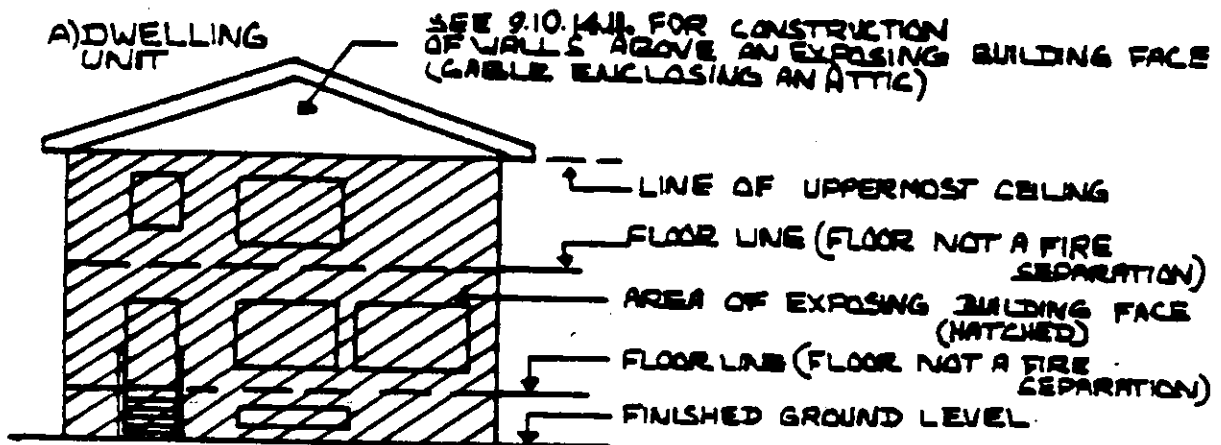 A) DWELLING
UNIT
SEE 9.10.14.11. FOR CONSTRUCTION
OF WALLS ABOVE AN EXPOSING BUILDING FACE
(GABLE ENCLOSING AN ATTIC)
LINE OF UPPERMOST CEILING
FLOOR LINE (FLOOR NOT A FIRE
SEPARATION)
AREA OF EXPOSING BUILDING FACE
(HATCHED)
FLOOR LINE (FLOOR NOT A FIRE
SEPARATION)
FINISHED GROUND LEVEL